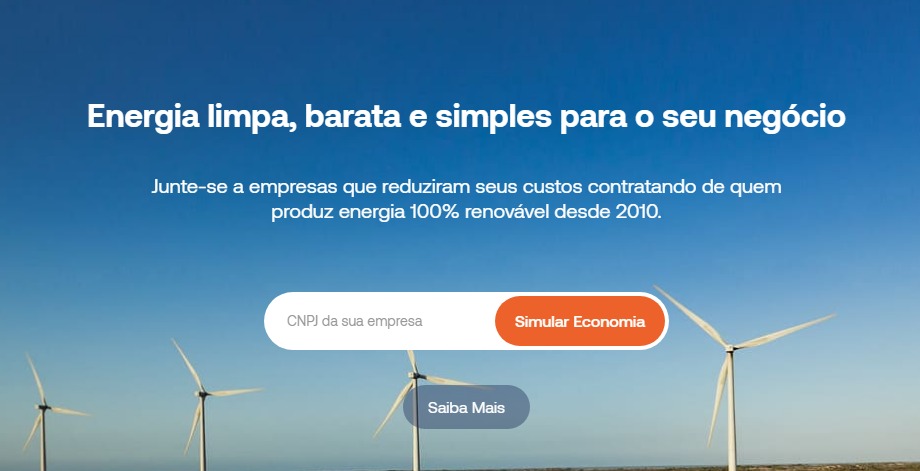 Energia limpa, barata e simples para o seu negócio
Junte-se a empresas que reduziram seus custos contratando de quem
produz energia 100% renovável desde 2010.
CNPJ da sua empresa
Simular Economia
Saiba Mais